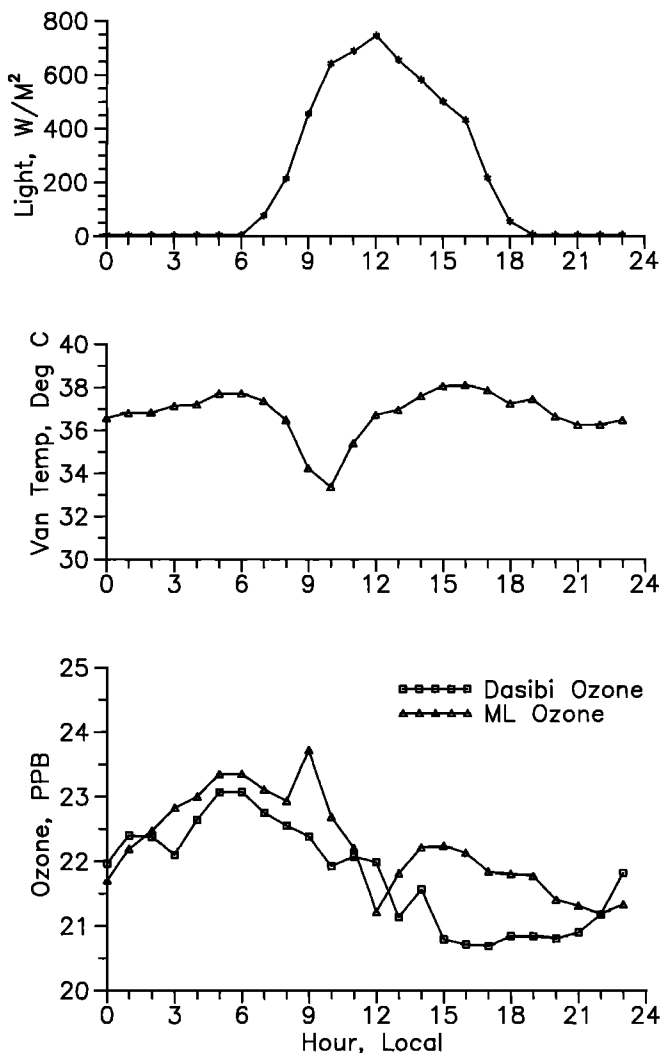 800
600
400
200
0
Light, W/M²
0 3 6 9 12 15 18 21 24
40
38
36
34
32
30
Van Temp, Deg C
0 3 6 9 12 15 18 21 24
25
24
23
22
21
20
Ozone, PPB
Dasibi Ozone
ML Ozone
0 3 6 9 12 15 18 21 24
Hour, Local